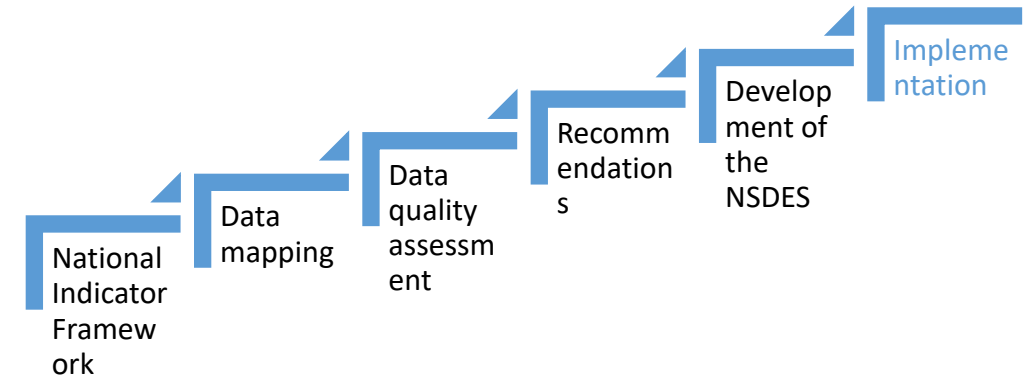 National
Indicator
Framew
ork
Data
mapping
Data
quality
assessm
ent
Recomm
endation
s
Develop
ment of
the
NSDES
Impleme
ntation